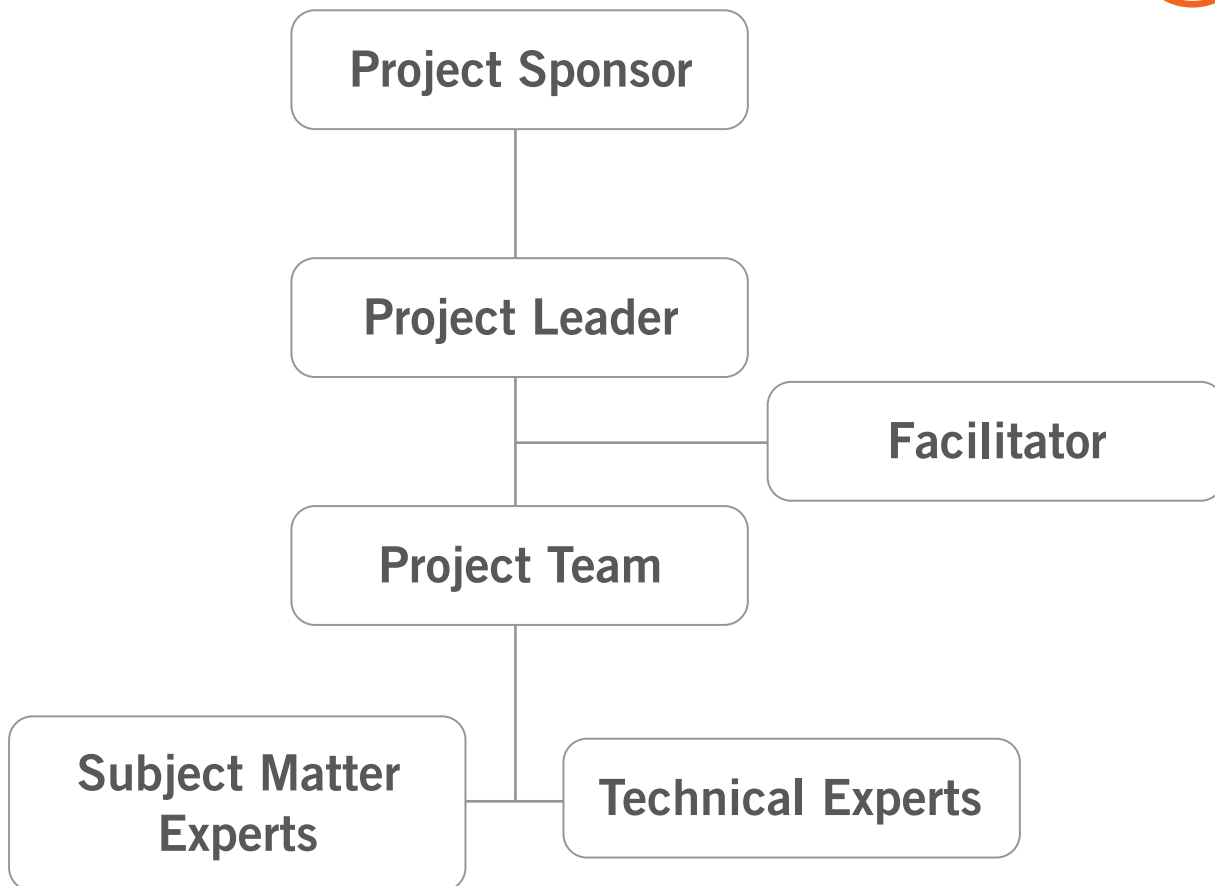 Project Sponsor
Project Leader
Facilitator
Project Team
Subject Matter
Experts
Technical Experts